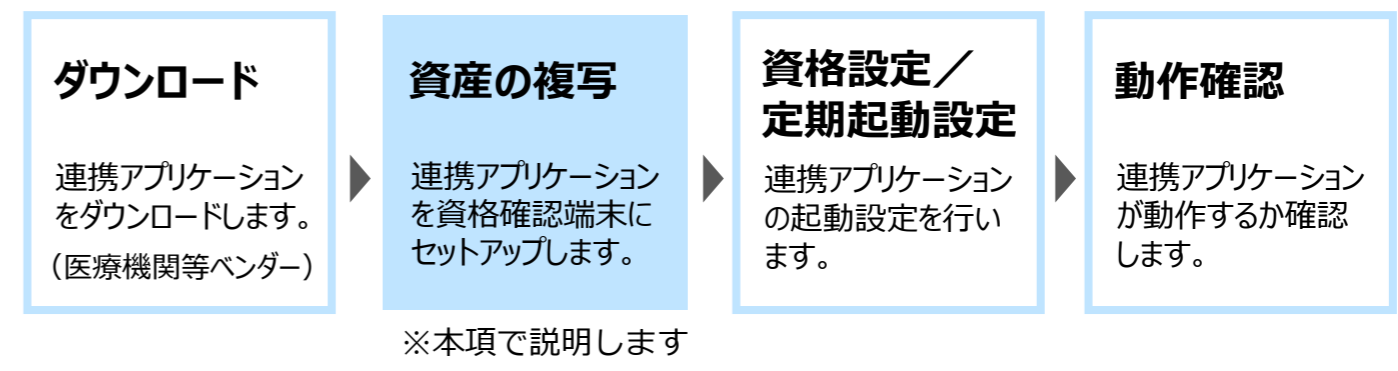 ダウンロード
連携アプリケーション
をダウンロードします。
(医療機関等ベンダー)
資産の複写
連携アプリケーション
を資格確認端末に
セットアップします。
※本項で説明します
資格設定／
定期起動設定
連携アプリケーション
の起動設定を行い
ます。
動作確認
連携アプリケーション
が動作するか確認
します。